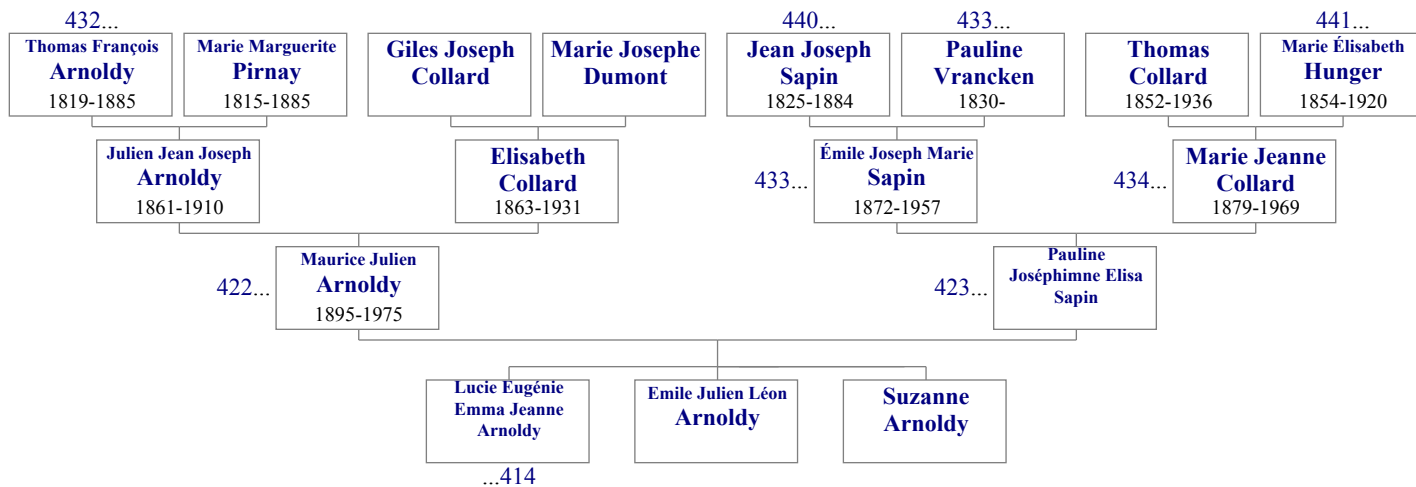 432...
440...
433...
441...
Thomas François
Arnoldy
1819-1885
Marie Marguerite
Pirnay
1815-1885
Giles Joseph
Collard
Marie Josephe
Dumont
Jean Joseph
Sapin
1825-1884
Pauline
Vrancken
1830-
Thomas
Collard
1852-1936
Marie Élisabeth
Hunger
1854-1920
Julien Jean Joseph
Arnoldy
1861-1910
Elisabeth
Collard
1863-1931
433...
Émile Joseph Marie
Sapin
1872-1957
434...
Marie Jeanne
Collard
1879-1969
422...
Maurice Julien
Arnoldy
1895-1975
423...
Pauline
Joséphimne Elisa
Sapin
Lucie Eugénie
Emma Jeanne
Arnoldy
Emile Julien Léon
Arnoldy
Suzanne
Arnoldy
...414